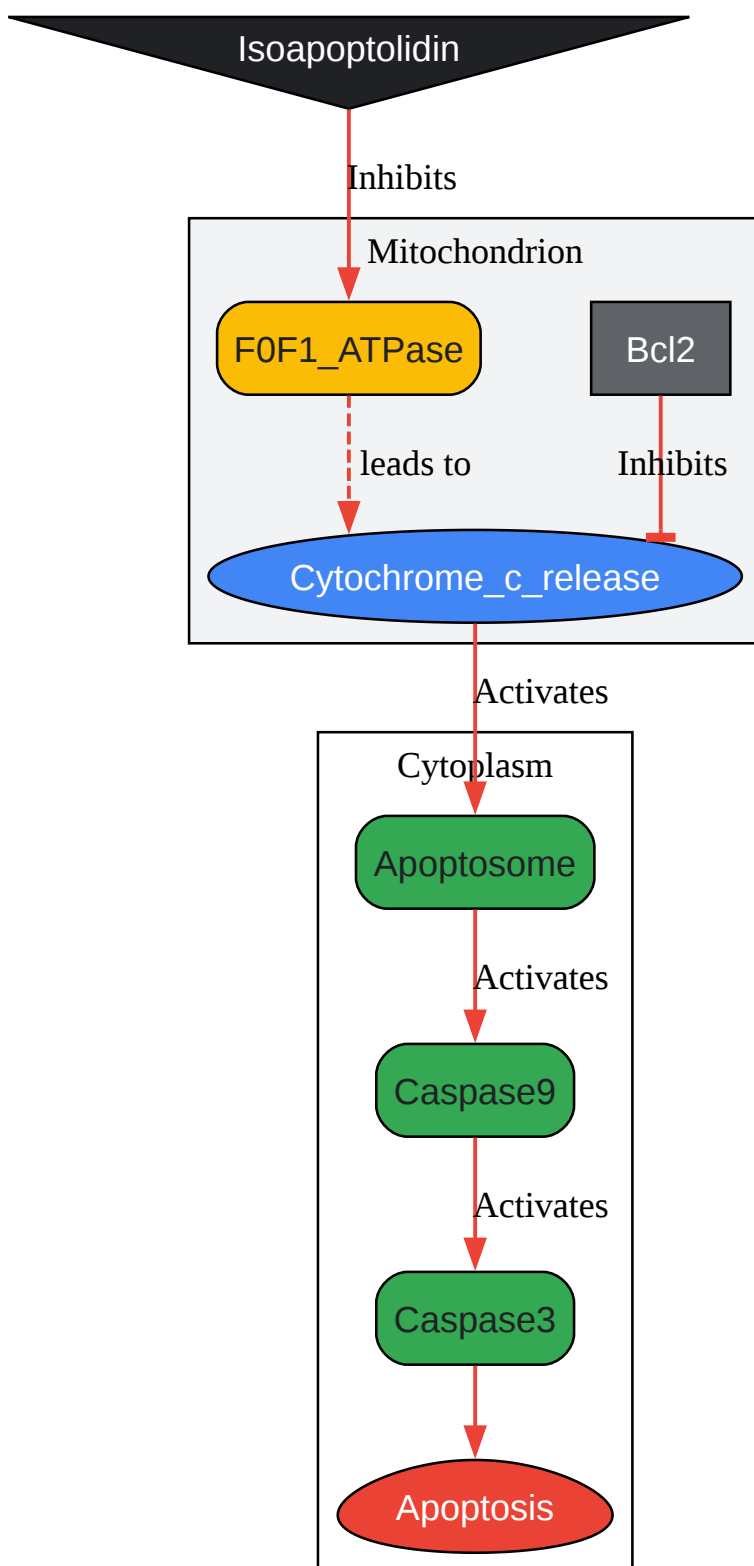 Isoapoptolidin
Inhibits
Mitochondrion
F0F1_ATPase
Bcl2
leads to
Inhibits
Cytochrome_c_release
Activates
Cytoplasm
Apoptosome
Activates
Caspase9
Activates
Caspase3
Apoptosis